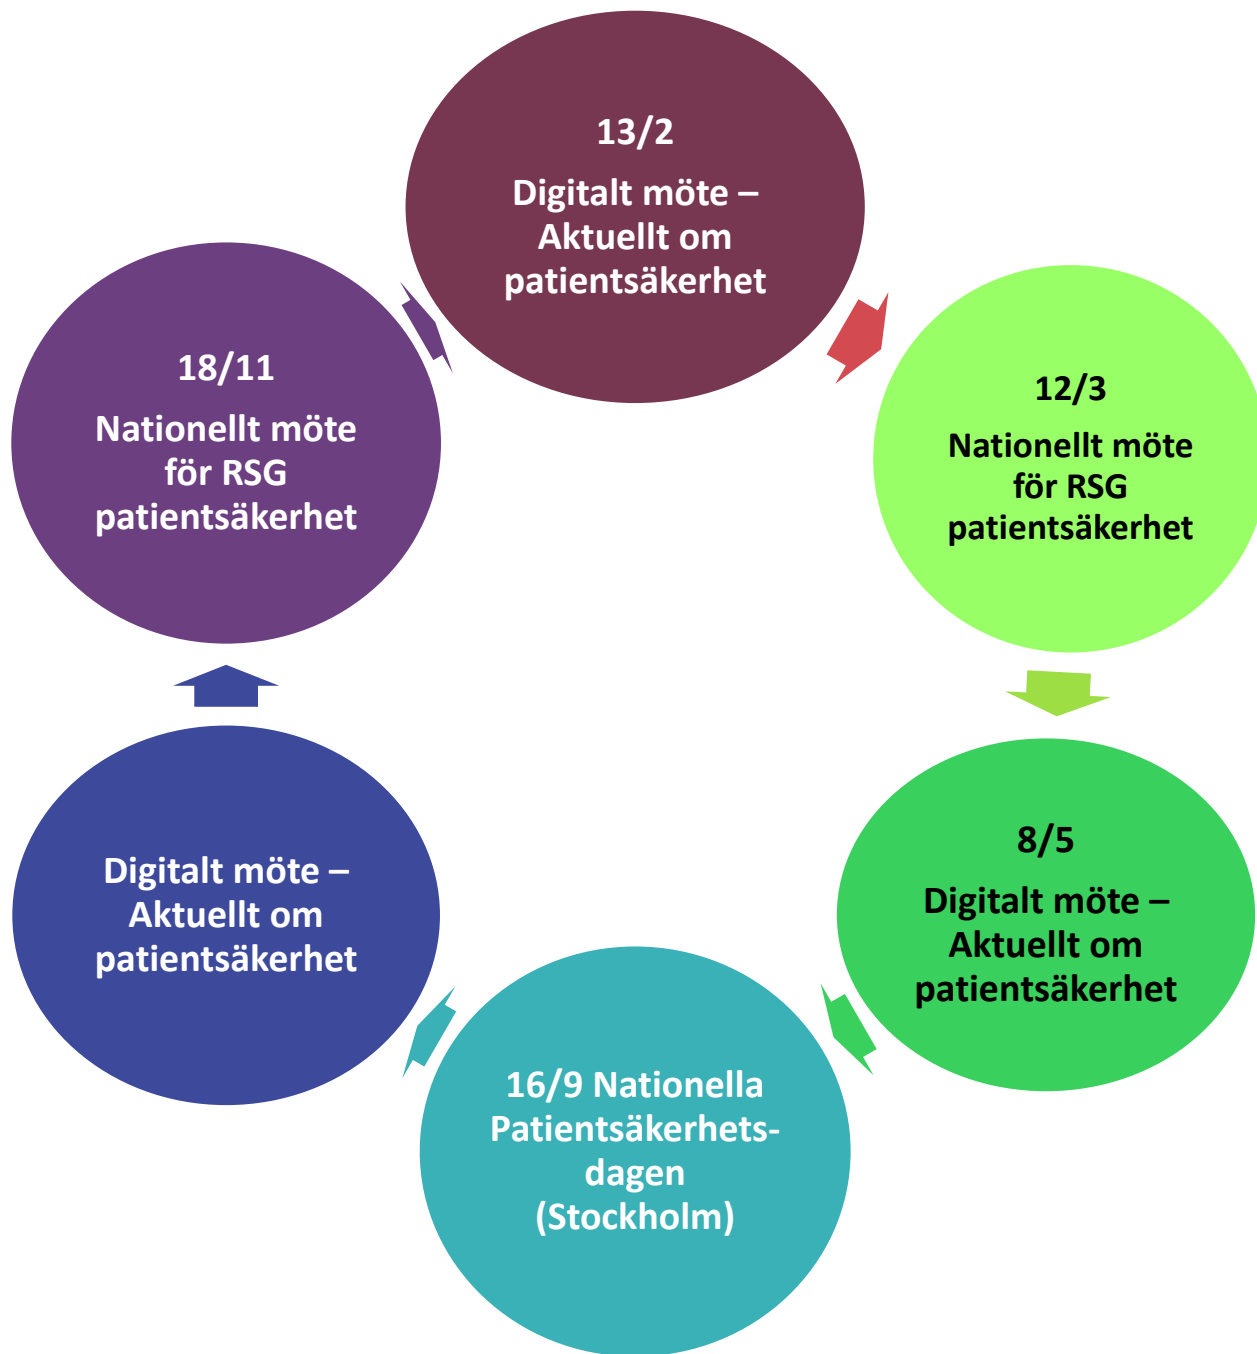 13/2
Digitalt möte –
Aktuellt om
patientsäkerhet
12/3
Nationellt möte
för RSG
patientsäkerhet
8/5
Digitalt möte –
Aktuellt om
patientsäkerhet
16/9 Nationella
Patientsäkerhets-
dagen
(Stockholm)
Digitalt möte –
Aktuellt om
patientsäkerhet
18/11
Nationellt möte
för RSG
patientsäkerhet